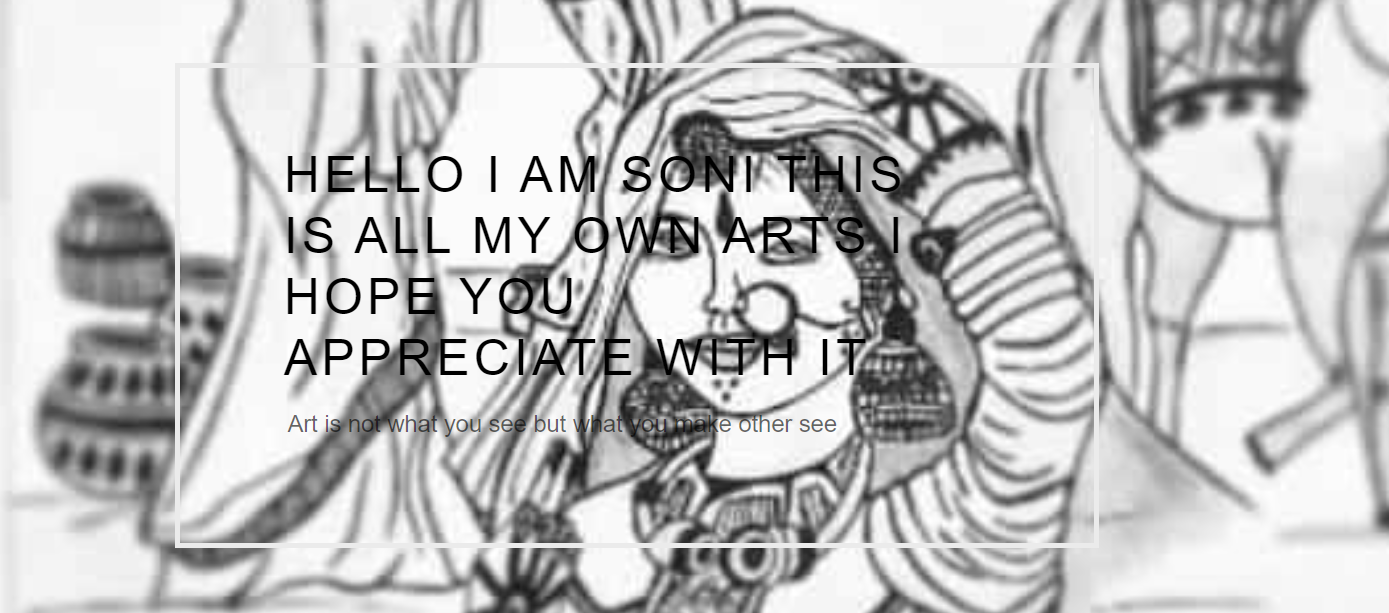 HELLO I AM SONI THIS
IS ALL MY OWN ARTS I
HOPE YOU
APPRECIATE WITH IT
Art is not what you see but what you make other see